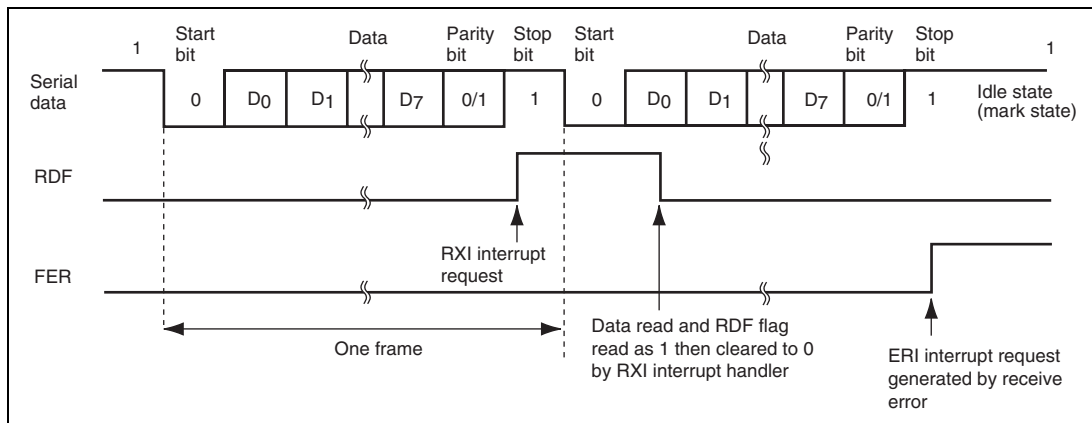 1
Start
bit
Data
Parity
bit
Stop
bit
Start
bit
Data
Parity
bit
Stop
bit
1
Serial
data
0
D0
D1
D7
0/1
1
0
D0
D1
D7
0/1
1
Idle state
(mark state)
RDF
RXI interrupt
request
FER
One frame
Data read and RDF flag
read as 1 then cleared to 0
by RXI interrupt handler
ERI interrupt request
generated by receive
error